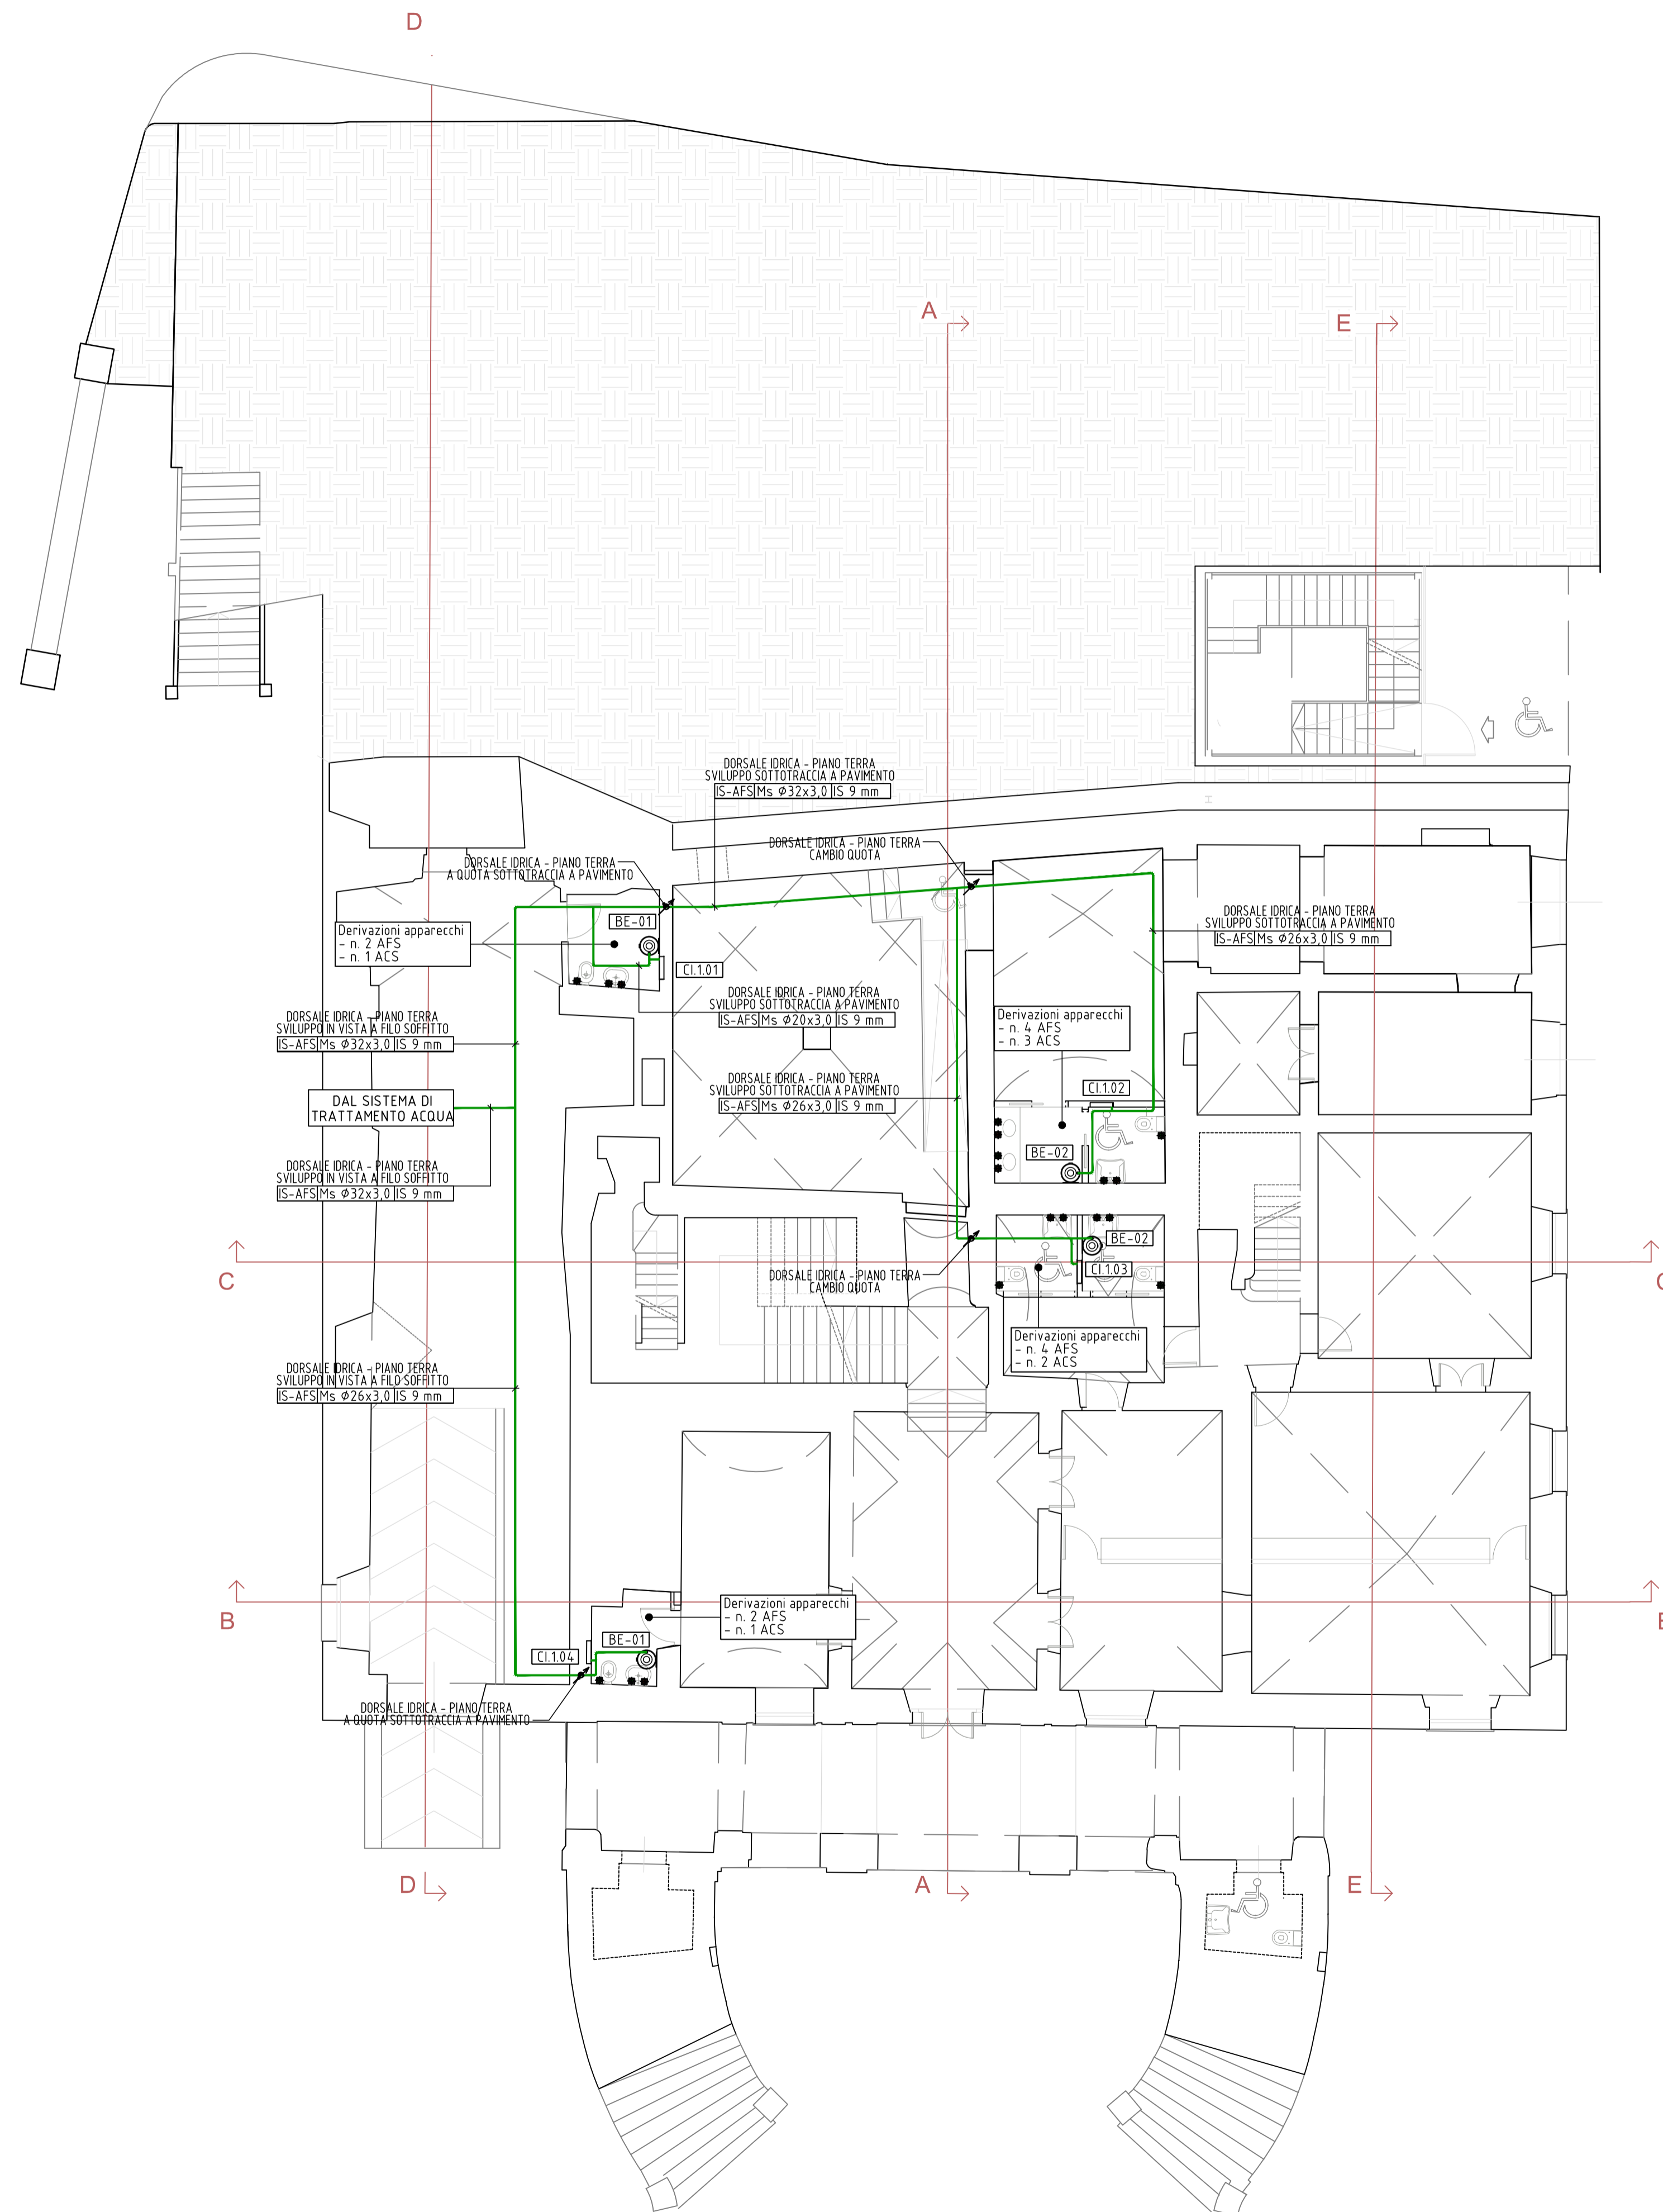 D
A
E
DORSALE IDRICA - PIANO TERRA
SVILUPPO SOTTOTRACCIA A PAVIMENTO
IS-AFS Ms Ø32x3,0 IS 9 mm
DORSALE IDRICA - PIANO TERRA
CAMBIO QUOTA
DORSALE IDRICA - PIANO TERRA
A QUOTA SOTTOTRACCIA A PAVIMENTO
BE-01
Derivazioni apparecchi
- n. 2 AFS
- n. 1 ACS
CI.1.01
DORSALE IDRICA - PIANO TERRA
SVILUPPO SOTTOTRACCIA A PAVIMENTO
IS-AFS Ms Ø26x3,0 IS 9 mm
DORSALE IDRICA - PIANO TERRA
SVILUPPO SOTTOTRACCIA A PAVIMENTO
IS-AFS Ms Ø20x3,0 IS 9 mm
Derivazioni apparecchi
- n. 4 AFS
- n. 3 ACS
DORSALE IDRICA - PIANO TERRA
SVILUPPO IN VISTA A FILO SOFFITTO
IS-AFS Ms Ø32x3,0 IS 9 mm
DORSALE IDRICA - PIANO TERRA
SVILUPPO SOTTOTRACCIA A PAVIMENTO
IS-AFS Ms Ø26x3,0 IS 9 mm
CI.1.02
DAL SISTEMA DI
TRATTAMENTO ACQUA
BE-02
DORSALE IDRICA - PIANO TERRA
SVILUPPO IN VISTA A FILO SOFFITTO
IS-AFS Ms Ø32x3,0 IS 9 mm
BE-02
C
CI.1.03
DORSALE IDRICA - PIANO TERRA
CAMBIO QUOTA
Derivazioni apparecchi
- n. 4 AFS
- n. 2 ACS
DORSALE IDRICA - PIANO TERRA
SVILUPPO IN VISTA A FILO SOFFITTO
IS-AFS Ms Ø26x3,0 IS 9 mm
B
Derivazioni apparecchi
- n. 2 AFS
- n. 1 ACS
BE-01
CI.1.04
DORSALE IDRICA - PIANO TERRA
A QUOTA SOTTOTRACCIA A PAVIMENTO
D
A
E